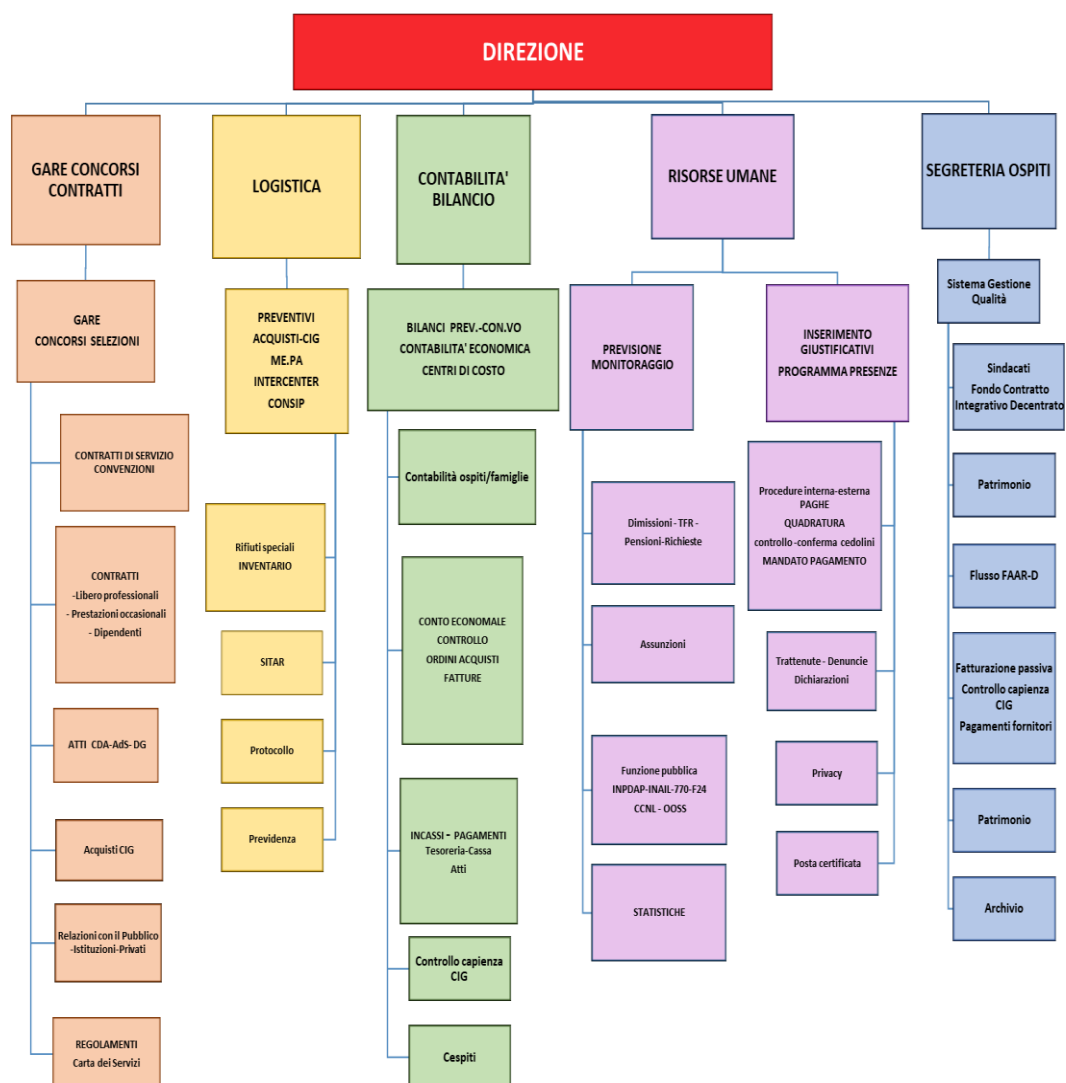 DIREZIONE
GARE CONCORSI
CONTRATTI
GARE
CONCORSI SELEZIONI
CONTRATTI DI SERVIZIO
CONVENZIONI
CONTRATTI
-Libero professionali
- Prestazioni occasionali
- Dipendenti
ATTI CDA-AdS- DG
Acquisti CIG
Relazioni con il Pubblico
-Istituzioni-Privati
REGOLAMENTI
Carta dei Servizi
LOGISTICA
PREVENTIVI
ACQUISTI-CIG
ME.PA
INTERCENTER
CONSIP
Rifiuti speciali
INVENTARIO
SITAR
Protocollo
Previdenza
CONTABILITA'
BILANCIO
BILANCI PREV.-CON.VO
CONTABILITA' ECONOMICA
CENTRI DI COSTO
Contabilità ospiti/famiglie
CONTO ECONOMALE
CONTROLLO
ORDINI ACQUISTI
FATTURE
INCASSI - PAGAMENTI
Tesoreria-Cassa
Atti
Controllo capienza
CIG
Cespiti
RISORSE UMANE
PREVISIONE
MONITORAGGIO
Dimissioni - TFR -
Pensioni-Richieste
Assunzioni
Funzione pubblica
INPDAP-INAIL-770-F24
CCNL - OOSS
STATISTICHE
INSERIMENTO
GIUSTIFICATIVI
PROGRAMMA PRESENZE
Procedure interna-esterna
PAGHE
QUADRATURA
controllo -conferma cedolini
MANDATO PAGAMENTO
Trattenute - Denuncie
Dichiarazioni
Privacy
Posta certificata
SEGRETERIA OSPITI
Sistema Gestione
Qualità
Sindacati
Fondo Contratto
Integrativo Decentrato
Patrimonio
Flusso FAAR-D
Fatturazione passiva
Controllo capienza
CIG
Pagamenti fornitori
Patrimonio
Archivio